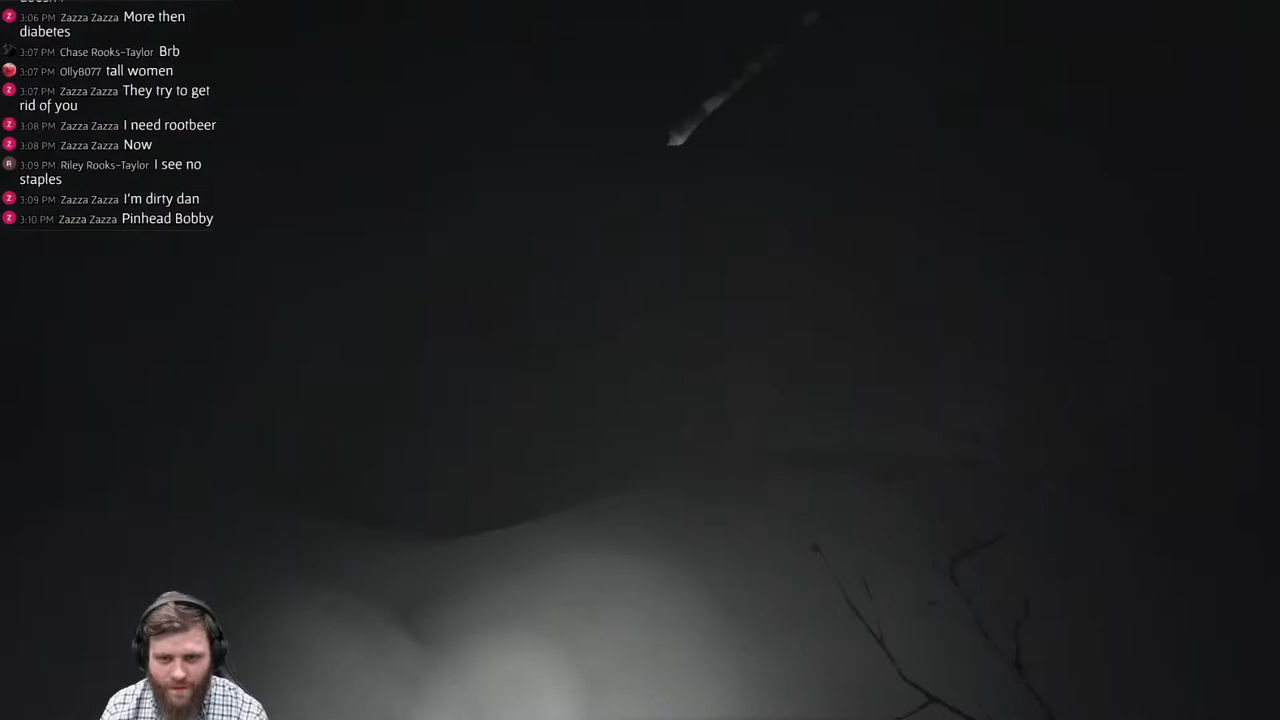 3:06 PM Zazza Zazza More then
diabetes
3:07 PM Chase Rooks-Taylor Brb
3:07 PM OllyB077 tall women
3:07 PM Zazza Zazza They try to get
rid of you
3:08 PM Zazza Zazza I need rootbeer
3:08 PM Zazza Zazza Now
3:09 PM Riley Rooks-Taylor I see no
staples
3:09 PM Zazza Zazza I'm dirty dan
3:10 PM Zazza Zazza Pinhead Bobby